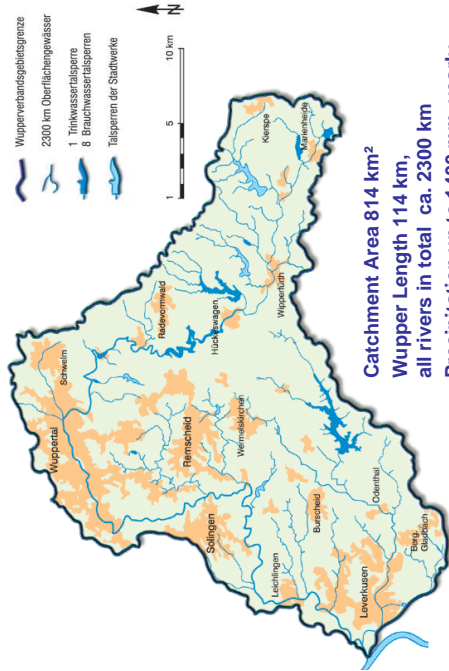 Wupperverbandsgebietsgrenze
2300 km Oberflächengewässer
1 Trinkwassertalsperre
8 Brauchwassertalsperren
Talsperren der Stadtwerke
N
1 5 10 km
Wuppertal
Schwelm
Radevormwald
Remscheid
Hückeswagen
Wermelskirchen
Solingen
Wipperfürth
Kierspe
Marienheide
Leichlingen
Burscheid
Leverkusen
Odenthal
Berg.
Gladbach
Catchment Area 814 km²
Wupper Length 114 km,
all rivers in total ca. 2300 km